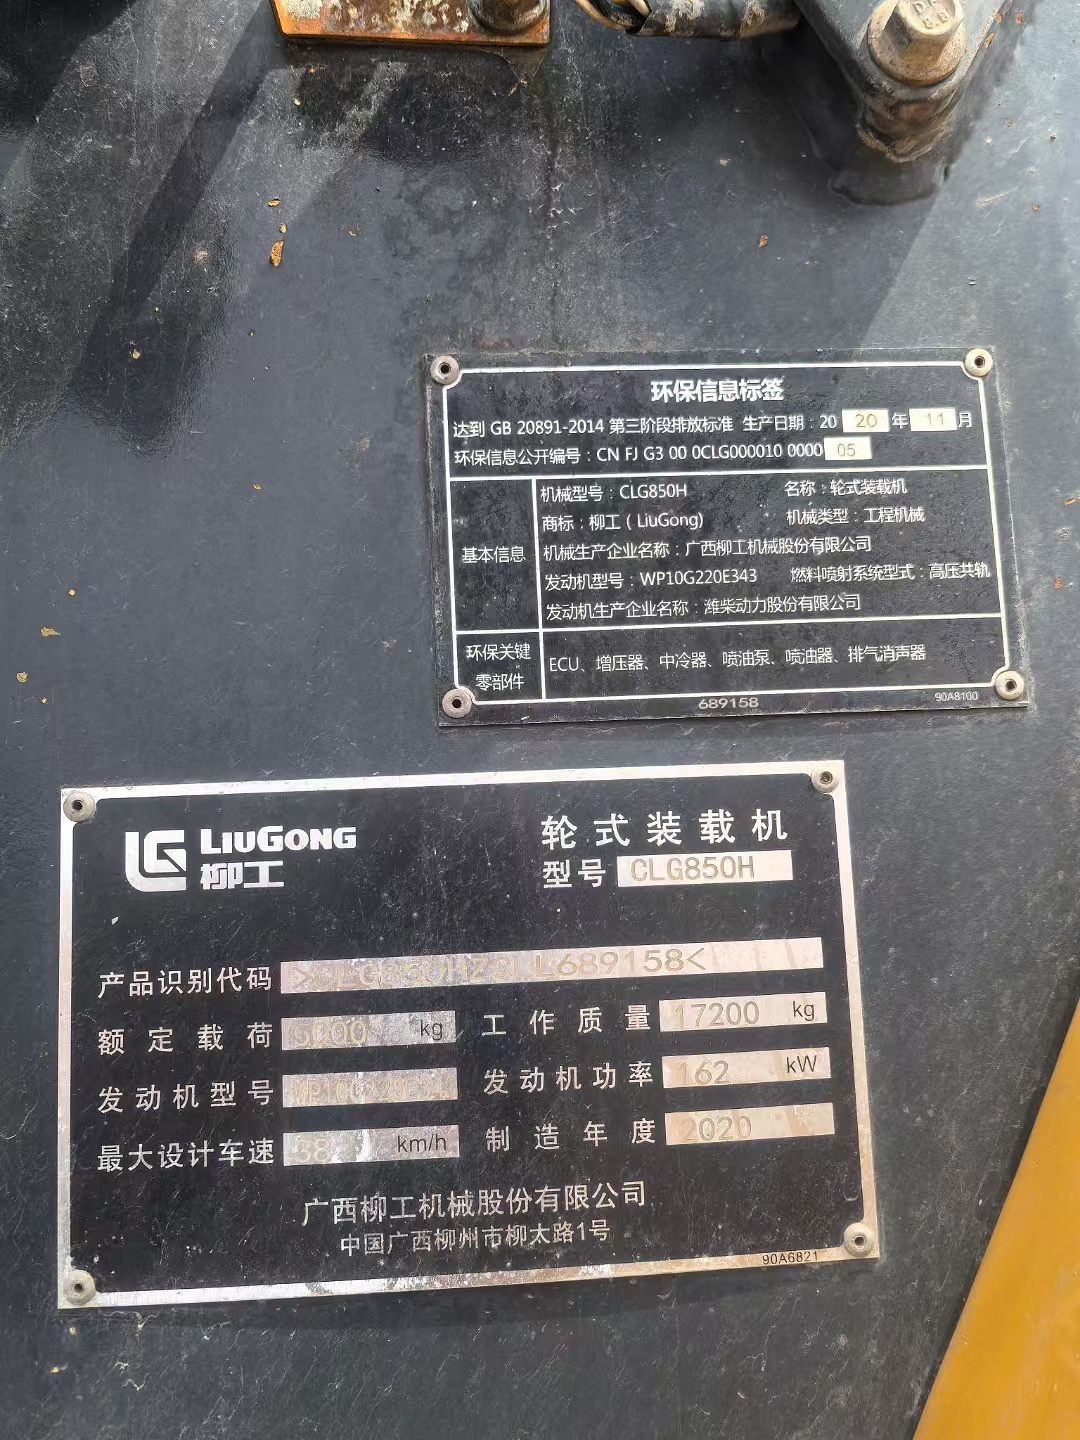 环保信息标签
达到 GB 20891-2014 第三阶段排放标准 生产日期：20 20 年 11 月
环保信息公开编号：CN FJ G3 00 0CLG000010 0000 05
基本信息
机械型号：CLG850H 名称：轮式装载机
商标：柳工（LiuGong) 机械类型：工程机械
机械生产企业名称：广西柳工机械股份有限公司
发动机型号：WP10G220E343 燃料喷射系统型式：高压共轨
发动机生产企业名称：潍柴动力股份有限公司
环保关键
零部件
ECU、增压器、中冷器、喷油泵、喷油器、排气消声器
689158
90A8100
LG LIUGONG
柳工
轮式装载机
型号 CLG850H
产品识别代码 L689158<
额定载荷 5000 kg 工作质量 17200 kg
发动机型号 发动机功率 162 kW
最大设计车速 38 km/h 制造年度 2020
广西柳工机械股份有限公司
中国广西柳州市柳太路1号
90A6821
8.8